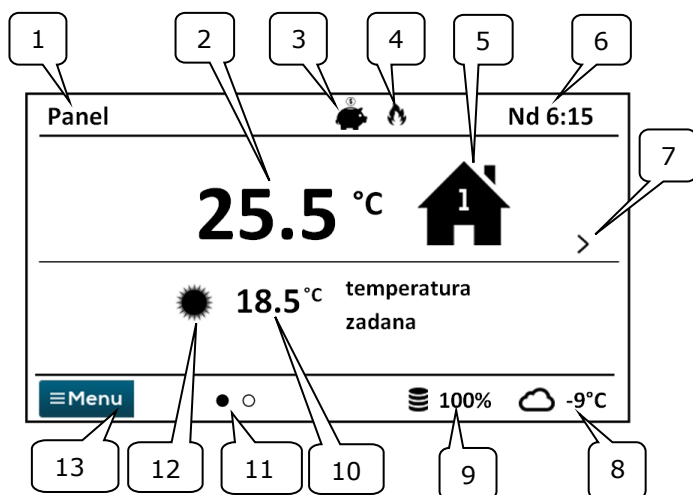 1 2 3 4 5 6
Panel Nd 6:15
7
25.5 °C 1 >
18.5 °C temperatura
zadana
≡Menu 100% -9°C
13 12 11 10 9 8